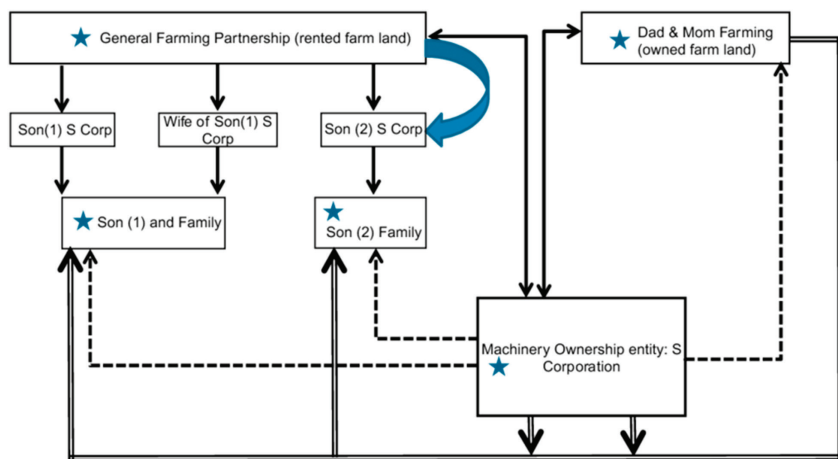 General Farming Partnership (rented farm land)
Dad & Mom Farming
(owned farm land)
Son(1) S Corp
Wife of Son(1) S
Corp
Son (2) S Corp
Son (1) and Family
Son (2) Family
Machinery Ownership entity: S
Corporation